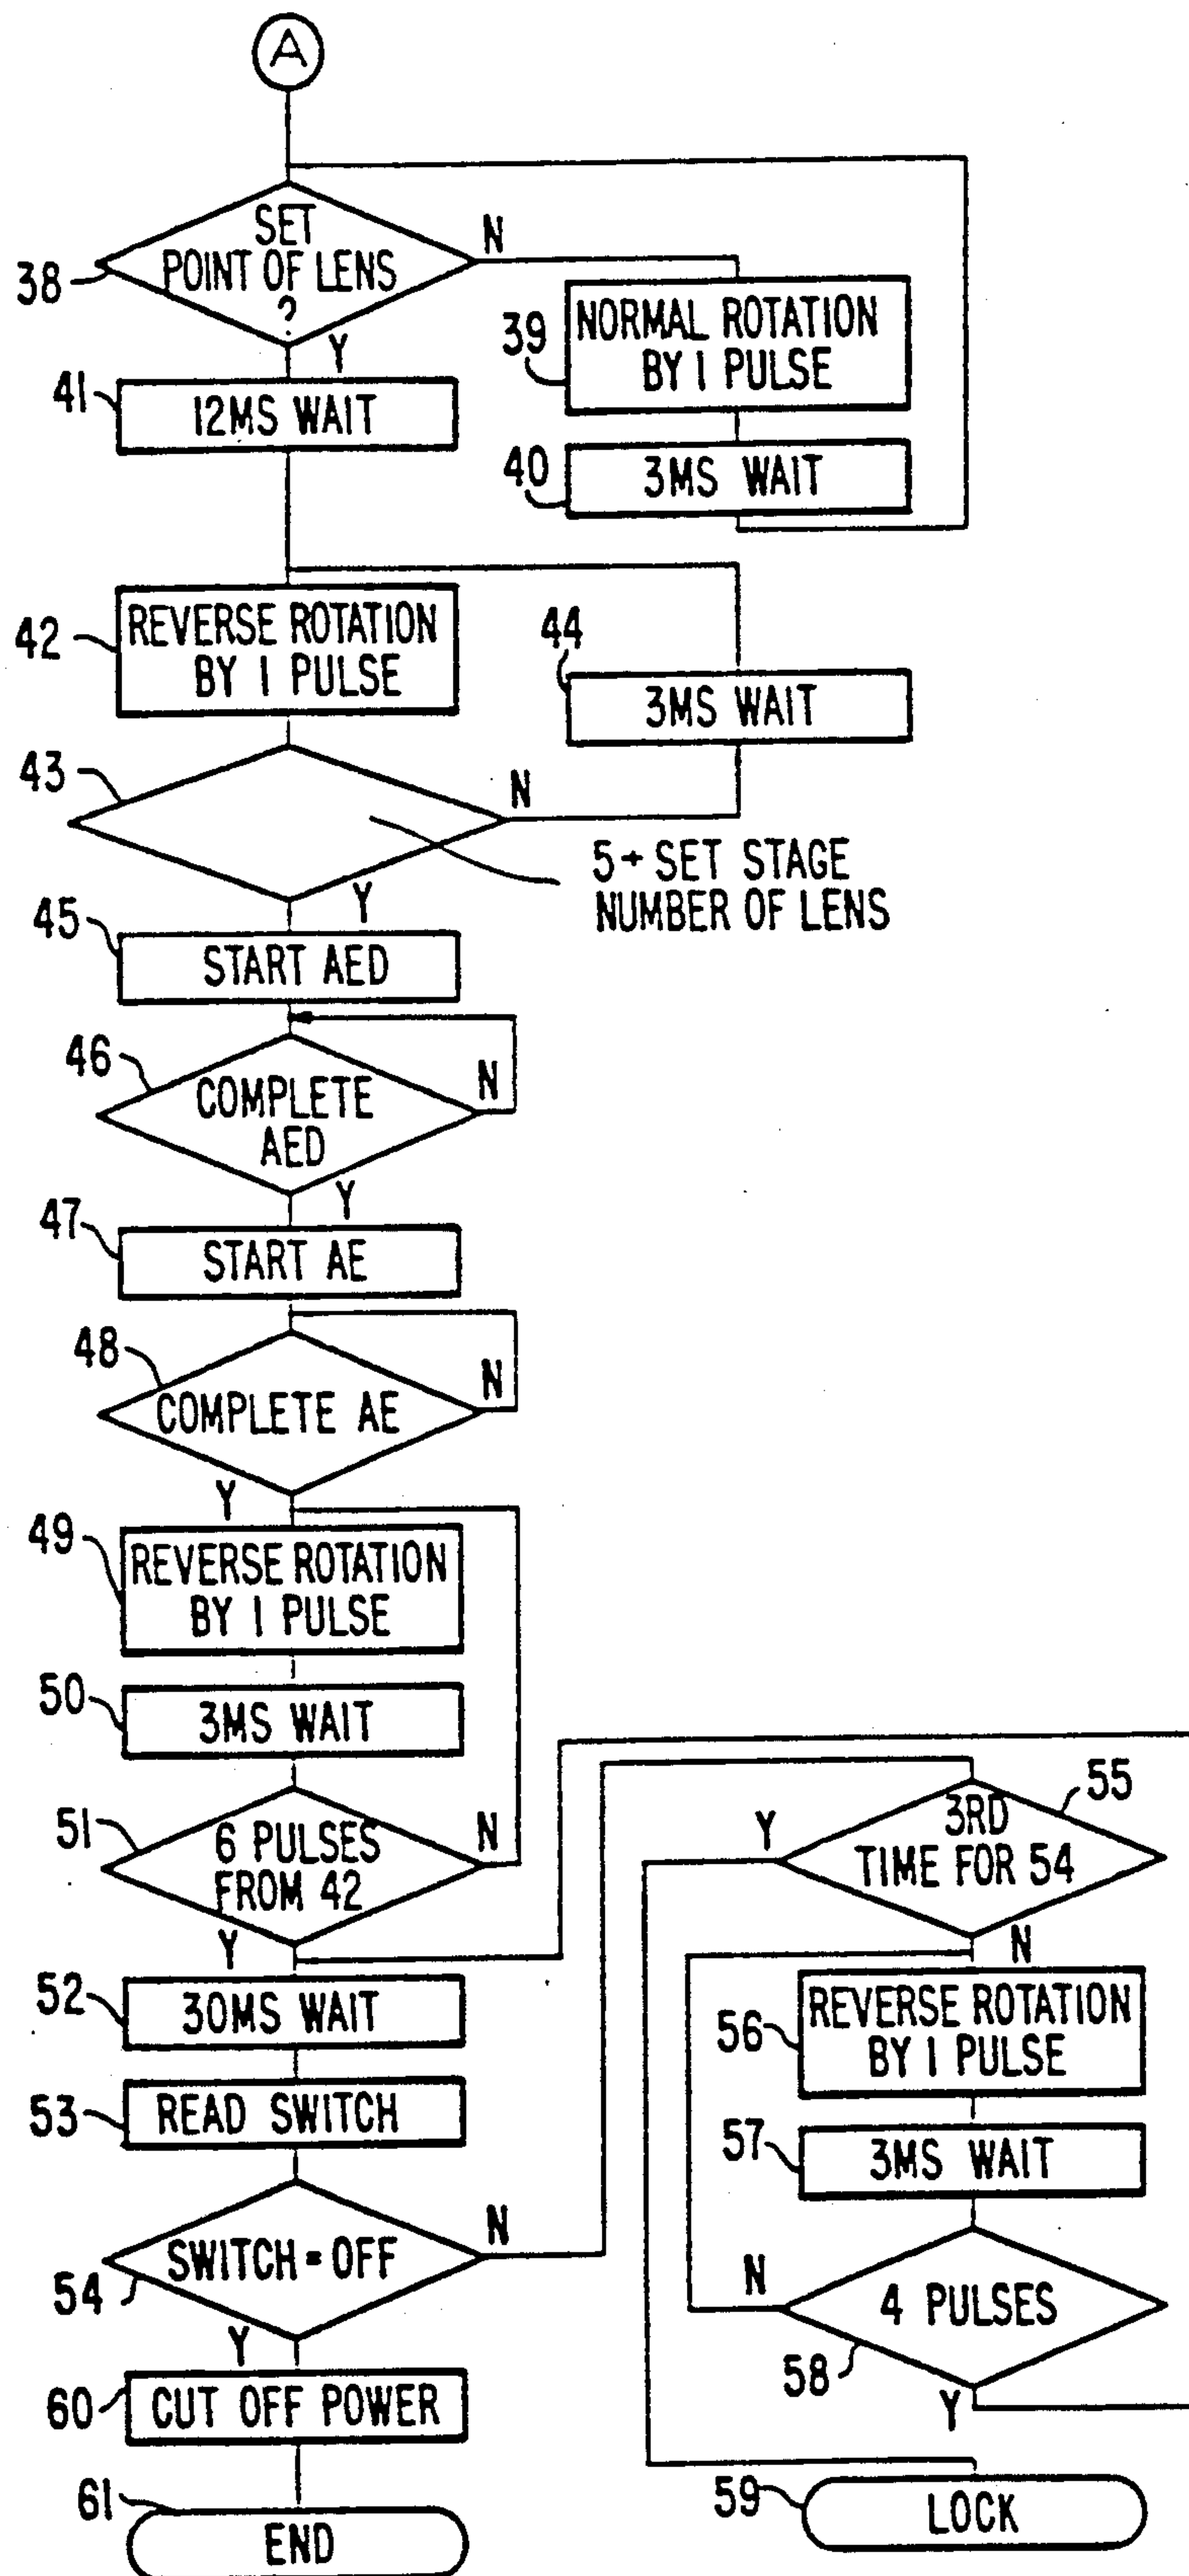 A
SET
POINT OF LENS
?
38
N
Y
39
NORMAL ROTATION
BY 1 PULSE
41
12MS WAIT
40
3MS WAIT
42
REVERSE ROTATION
BY 1 PULSE
44
3MS WAIT
43
N
5+SET STAGE
NUMBER OF LENS
Y
45
START AED
46
COMPLETE
AED
N
Y
47
START AE
48
COMPLETE AE
N
Y
49
REVERSE ROTATION
BY 1 PULSE
50
3MS WAIT
51
6 PULSES
FROM 42
N
Y
52
30MS WAIT
53
READ SWITCH
54
SWITCH=OFF
N
Y
60
CUT OFF POWER
61
END
55
3RD
TIME FOR 54
Y
N
56
REVERSE ROTATION
BY 1 PULSE
57
3MS WAIT
58
4 PULSES
N
Y
59
LOCK